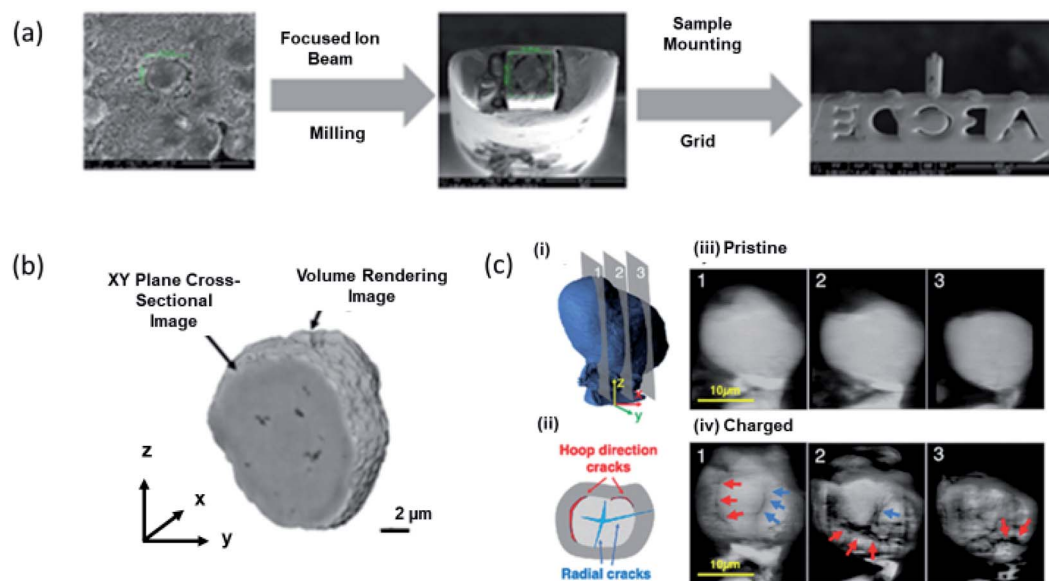 (a)
Focused Ion
Beam
Milling
Sample
Mounting
Grid
(b)
XY Plane Cross-
Sectional
Image
Volume Rendering
Image
z
x
y
2 µm
(c)
(i)
1 2 3
z
x
y
(ii)
Hoop direction
cracks
Radial cracks
(iii) Pristine
1
2
3
10µm
(iv) Charged
1
2
3
10µm